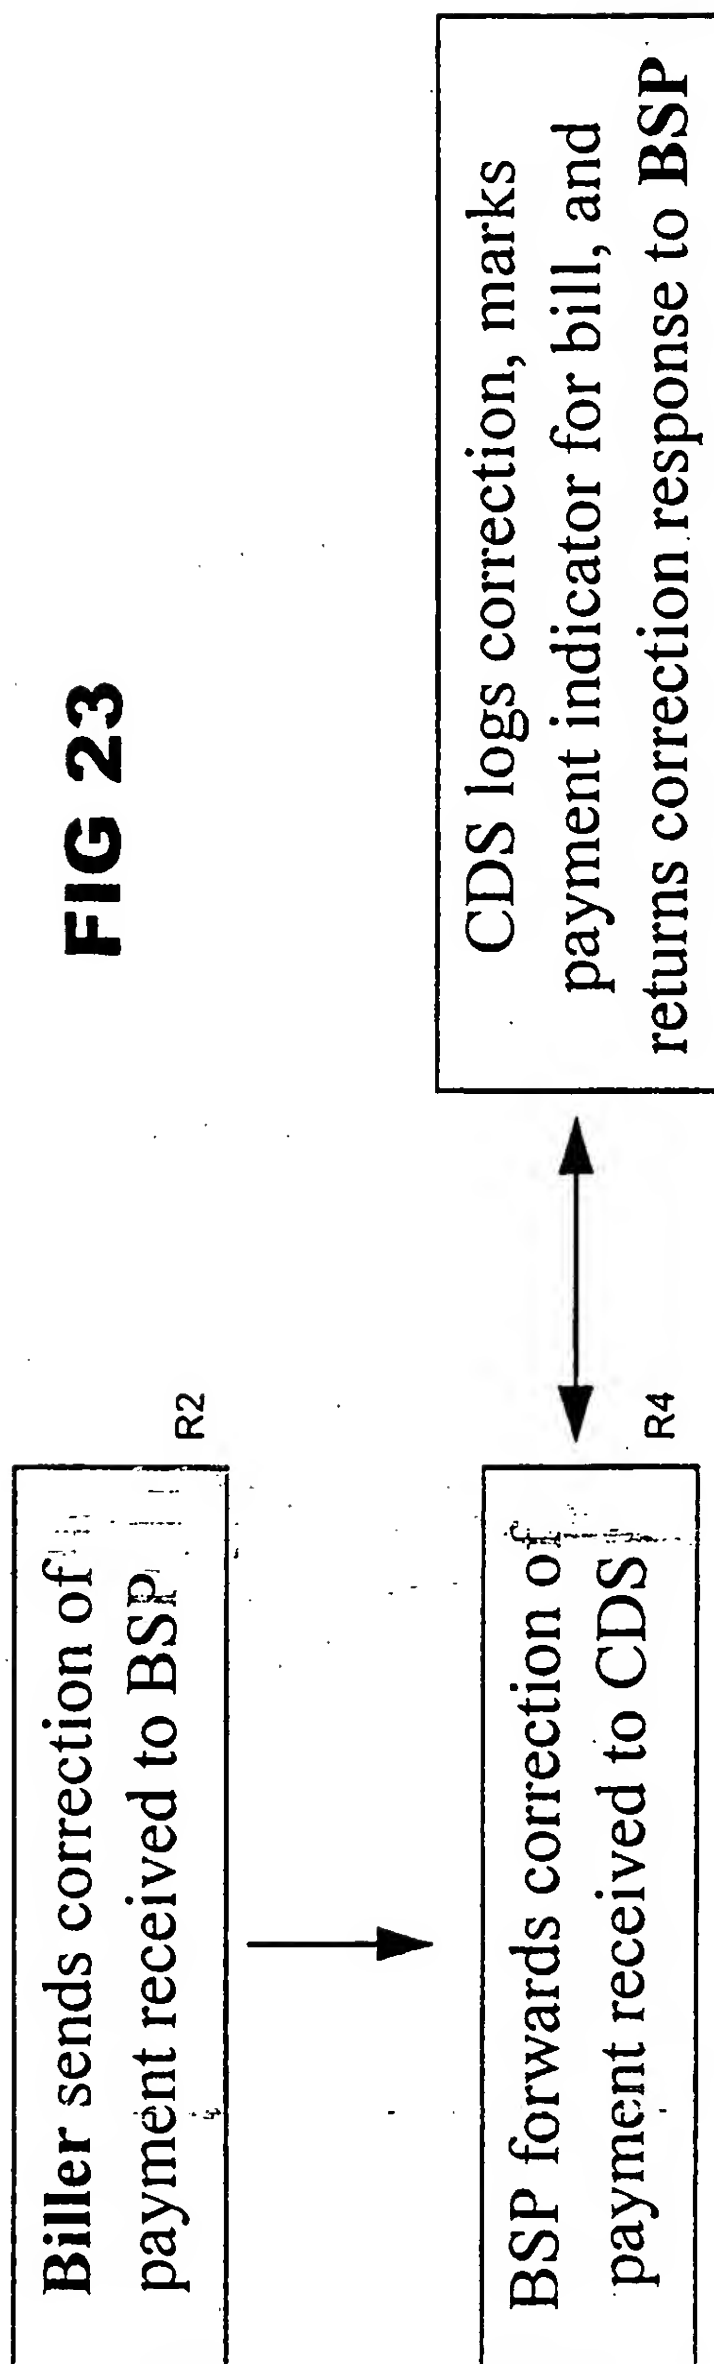 FIG 23
Biller sends correction of
payment received to BSP
R2
BSP forwards correction of
payment received to CDS
R4
CDS logs correction, marks
payment indicator for bill, and
returns correction response to BSP